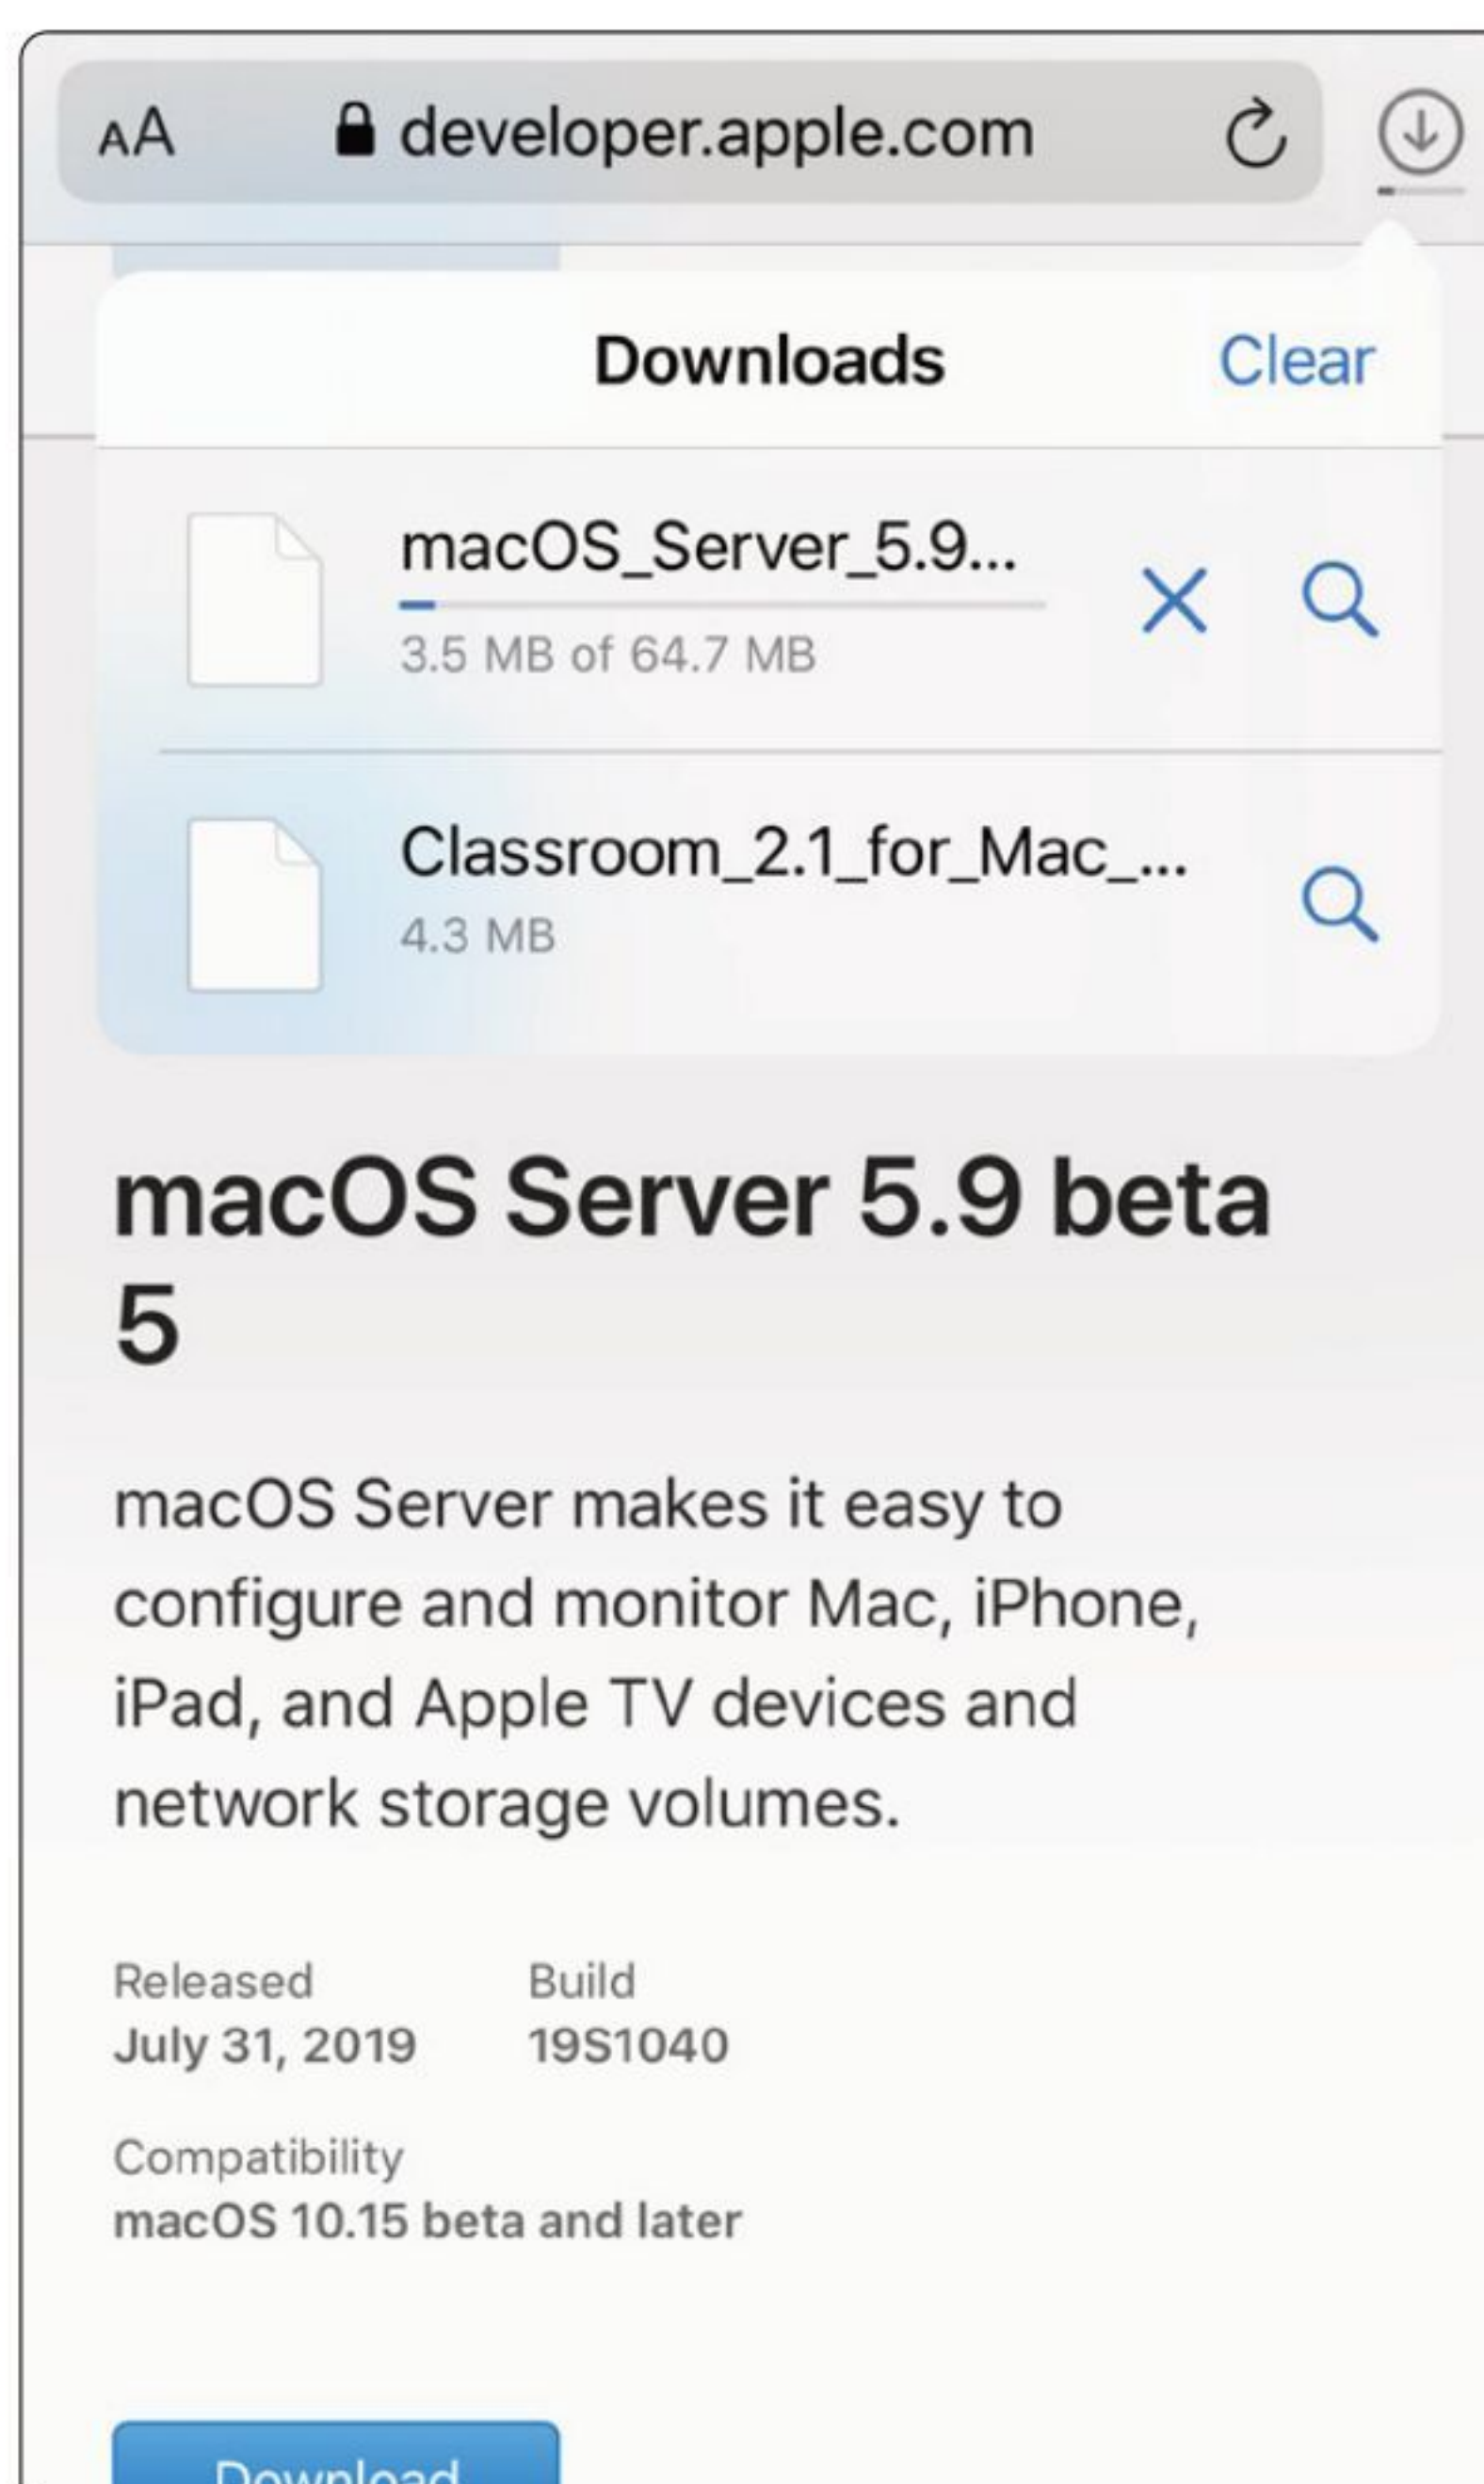 AA developer.apple.com
Downloads Clear
macOS_Server_5.9...
3.5 MB of 64.7 MB
Classroom_2.1_for_Mac_...
4.3 MB
macOS Server 5.9 beta
5
macOS Server makes it easy to
configure and monitor Mac, iPhone,
iPad, and Apple TV devices and
network storage volumes.
Released Build
July 31, 2019 19S1040
Compatibility
macOS 10.15 beta and later
Download